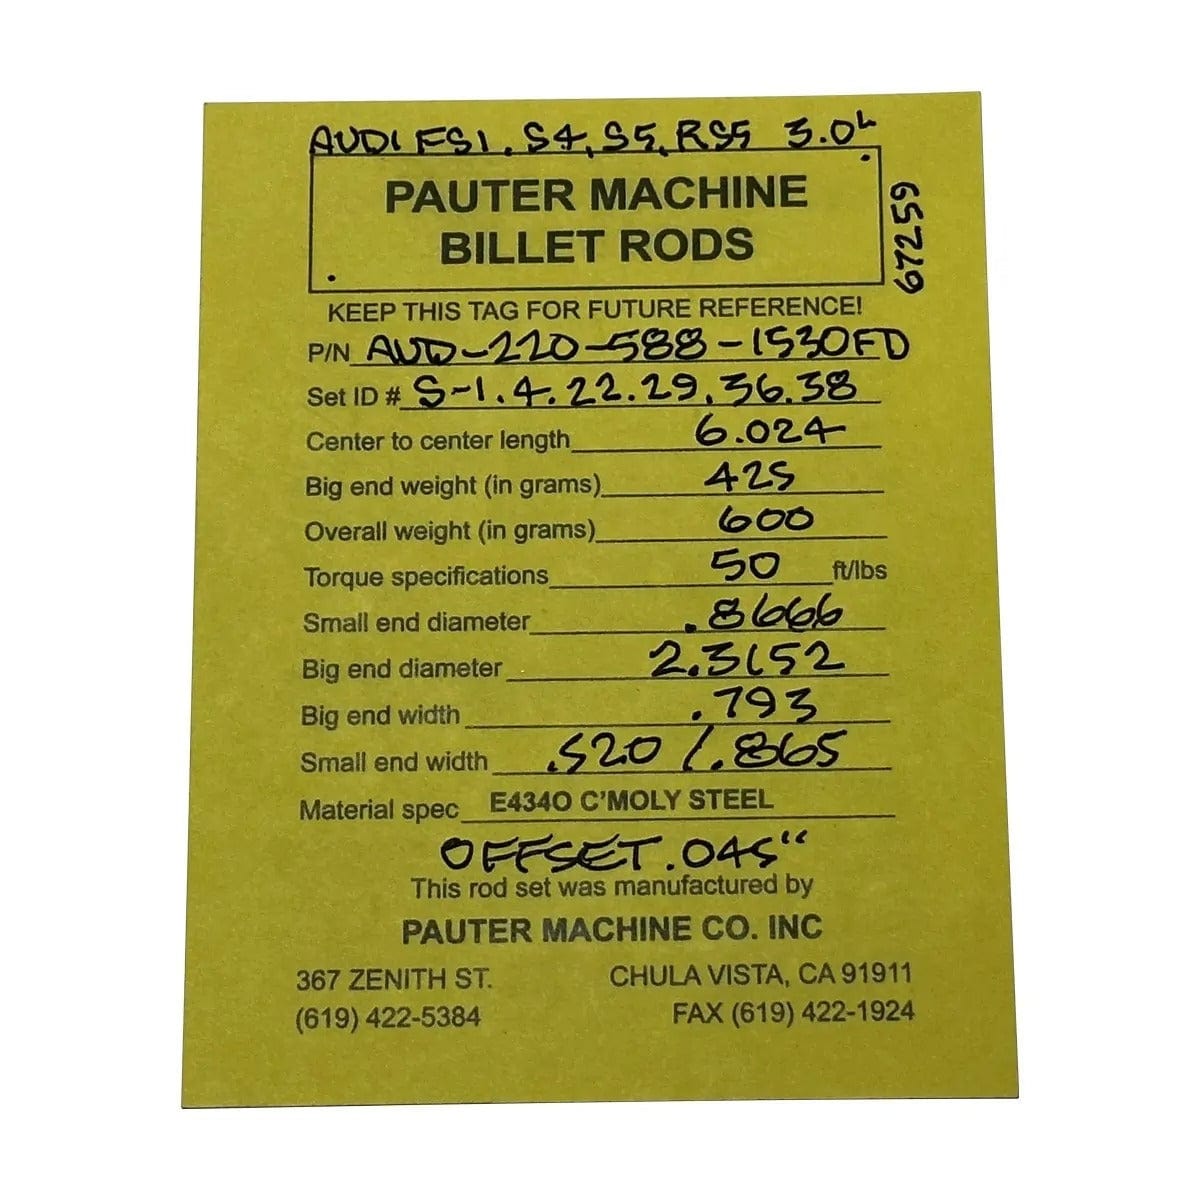 AUDI FSI. S4, S5, RS5 3.0L
67259
PAUTER MACHINE
BILLET RODS
KEEP THIS TAG FOR FUTURE REFERENCE!
P/N AUD-220-588-1530FD
Set ID # S-1.4.22.29.36.38
Center to center length 6.024
Big end weight (in grams) 425
Overall weight (in grams) 600
Torque specifications 50 ft/lbs
Small end diameter .8666
Big end diameter 2.3152
Big end width .793
Small end width .520 / .865
Material spec E4340 C'MOLY STEEL
OFFSET .045"
This rod set was manufactured by
PAUTER MACHINE CO. INC
367 ZENITH ST. CHULA VISTA, CA 91911
(619) 422-5384 FAX (619) 422-1924